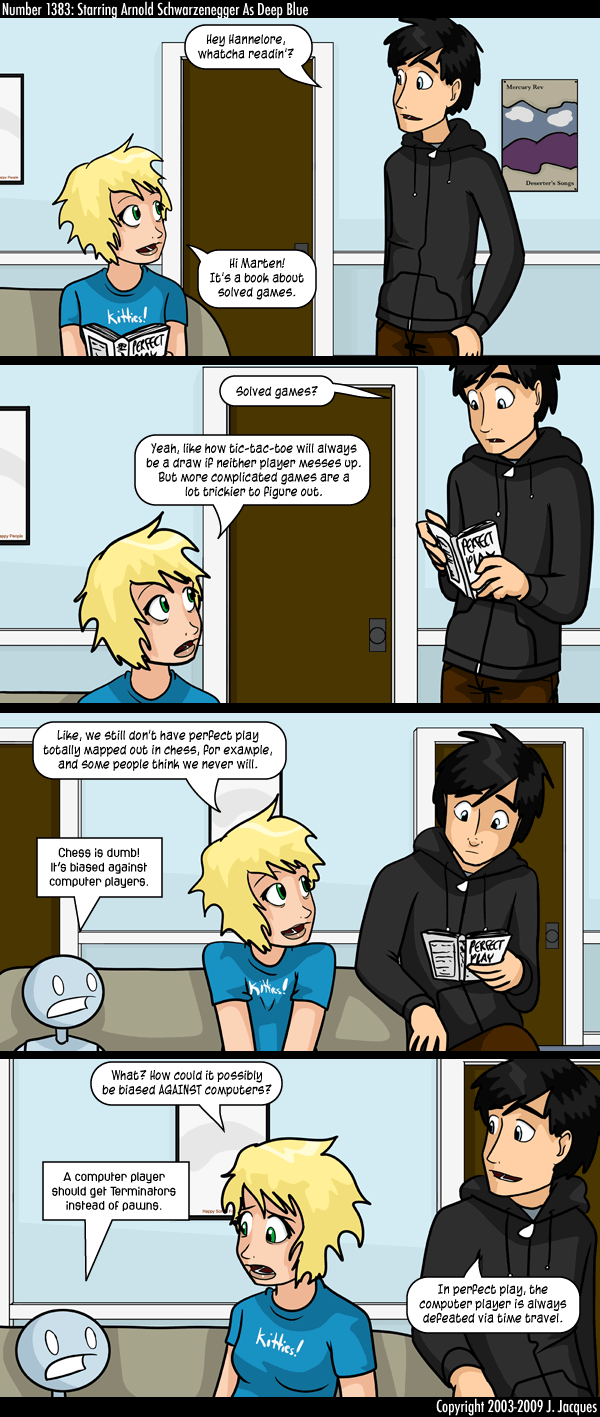 Number 1383: Starring Arnold Schwarzenegger As Deep Blue
Hey Hannelore,
whatcha readin'?
Mercury Rev
Deserter's Songs
Happy People
Hi Marten!
It's a book about
solved games.
Kitties!
PERFECT
PLAY
Solved games?
Yeah, like how tic-tac-toe will always
be a draw if neither player messes up.
But more complicated games are a
lot trickier to figure out.
PERFECT
PLAY
Happy People
Like, we still don't have perfect play
totally mapped out in chess, for example,
and some people think we never will.
Chess is dumb!
It's biased against
computer players.
Kitties!
PERFECT
PLAY
What? How could it possibly
be biased AGAINST computers?
A computer player
should get Terminators
instead of pawns.
Happy
In perfect play, the
computer player is always
defeated via time travel.
Kitties!
Copyright 2003-2009 J. Jacques